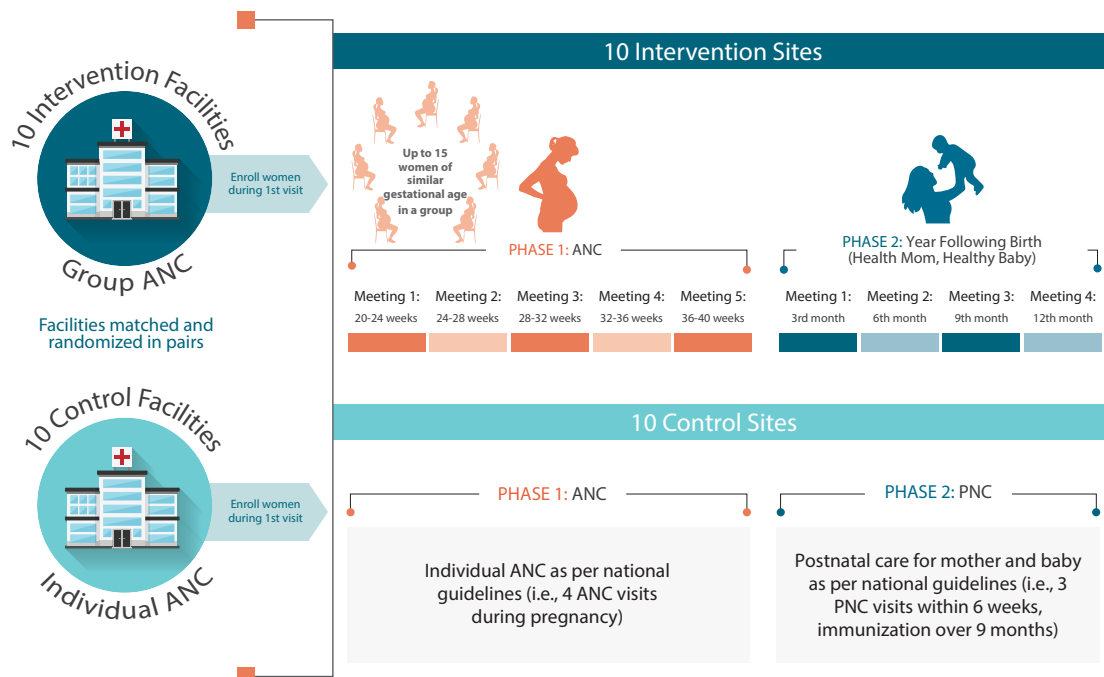 10 Intervention Facilities
Group ANC
Enroll women
during 1st visit
Facilities matched and
randomized in pairs
10 Control Facilities
Individual ANC
Enroll women
during 1st visit
10 Intervention Sites
Up to 15
women of
similar
gestational age
in a group
PHASE 1: ANC
Meeting 1:
20-24 weeks
Meeting 2:
24-28 weeks
Meeting 3:
28-32 weeks
Meeting 4:
32-36 weeks
Meeting 5:
36-40 weeks
PHASE 2: Year Following Birth
(Health Mom, Healthy Baby)
Meeting 1:
3rd month
Meeting 2:
6th month
Meeting 3:
9th month
Meeting 4:
12th month
10 Control Sites
PHASE 1: ANC
Individual ANC as per national
guidelines (i.e., 4 ANC visits
during pregnancy)
PHASE 2: PNC
Postnatal care for mother and baby
as per national guidelines (i.e., 3
PNC visits within 6 weeks,
immunization over 9 months)